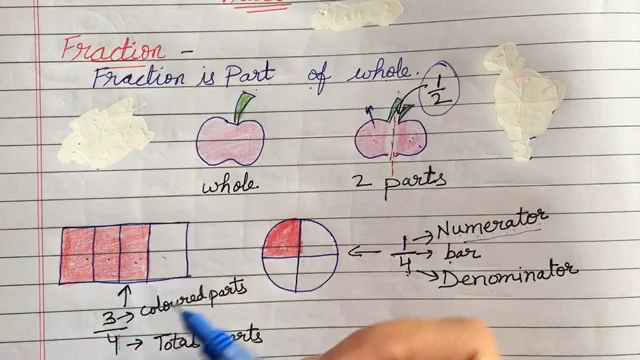 Fraction -
Fraction is Part of whole.
1
2
whole
2 parts
1 → Numerator
→ bar
4 → Denominator
3 → coloured parts
4 → Total